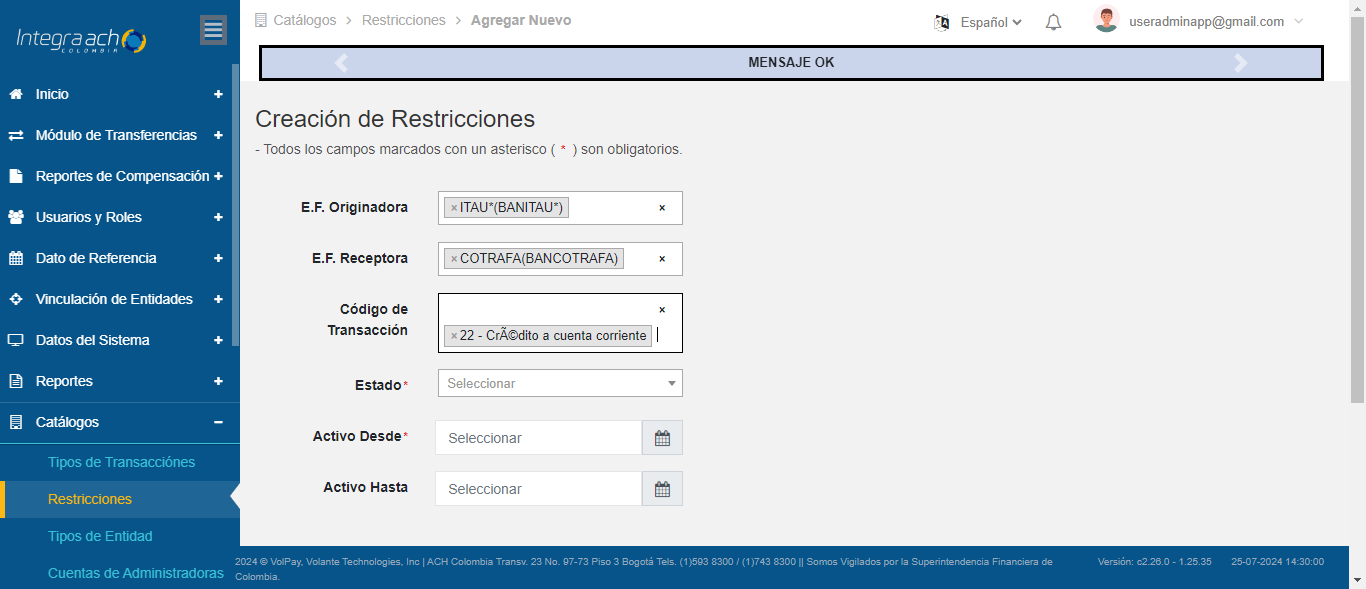 Integra ach
COLOMBIA
Catálogos > Restricciones > Agregar Nuevo
Español
useradminapp@gmail.com
MENSAJE OK
Inicio +
Módulo de Transferencias +
Reportes de Compensación +
Usuarios y Roles +
Dato de Referencia +
Vinculación de Entidades +
Datos del Sistema +
Reportes +
Catálogos −
Tipos de Transacciónes
Restricciones
Tipos de Entidad
Cuentas de Administradoras
Creación de Restricciones
- Todos los campos marcados con un asterisco ( * ) son obligatorios.
E.F. Originadora
× ITAU*(BANITAU*) ×
E.F. Receptora
× COTRAFA(BANCOTRAFA) ×
Código de
Transacción
×
× 22 - CrÃ©dito a cuenta corriente
Estado*
Seleccionar
Activo Desde*
Seleccionar
Activo Hasta
Seleccionar
2024 © VolPay, Volante Technologies, Inc | ACH Colombia Transv. 23 No. 97-73 Piso 3 Bogotá Tels. (1)593 8300 / (1)743 8300 || Somos Vigilados por la Superintendencia Financiera de
Colombia.
Versión: c2.26.0 - 1.25.35
25-07-2024 14:30:00